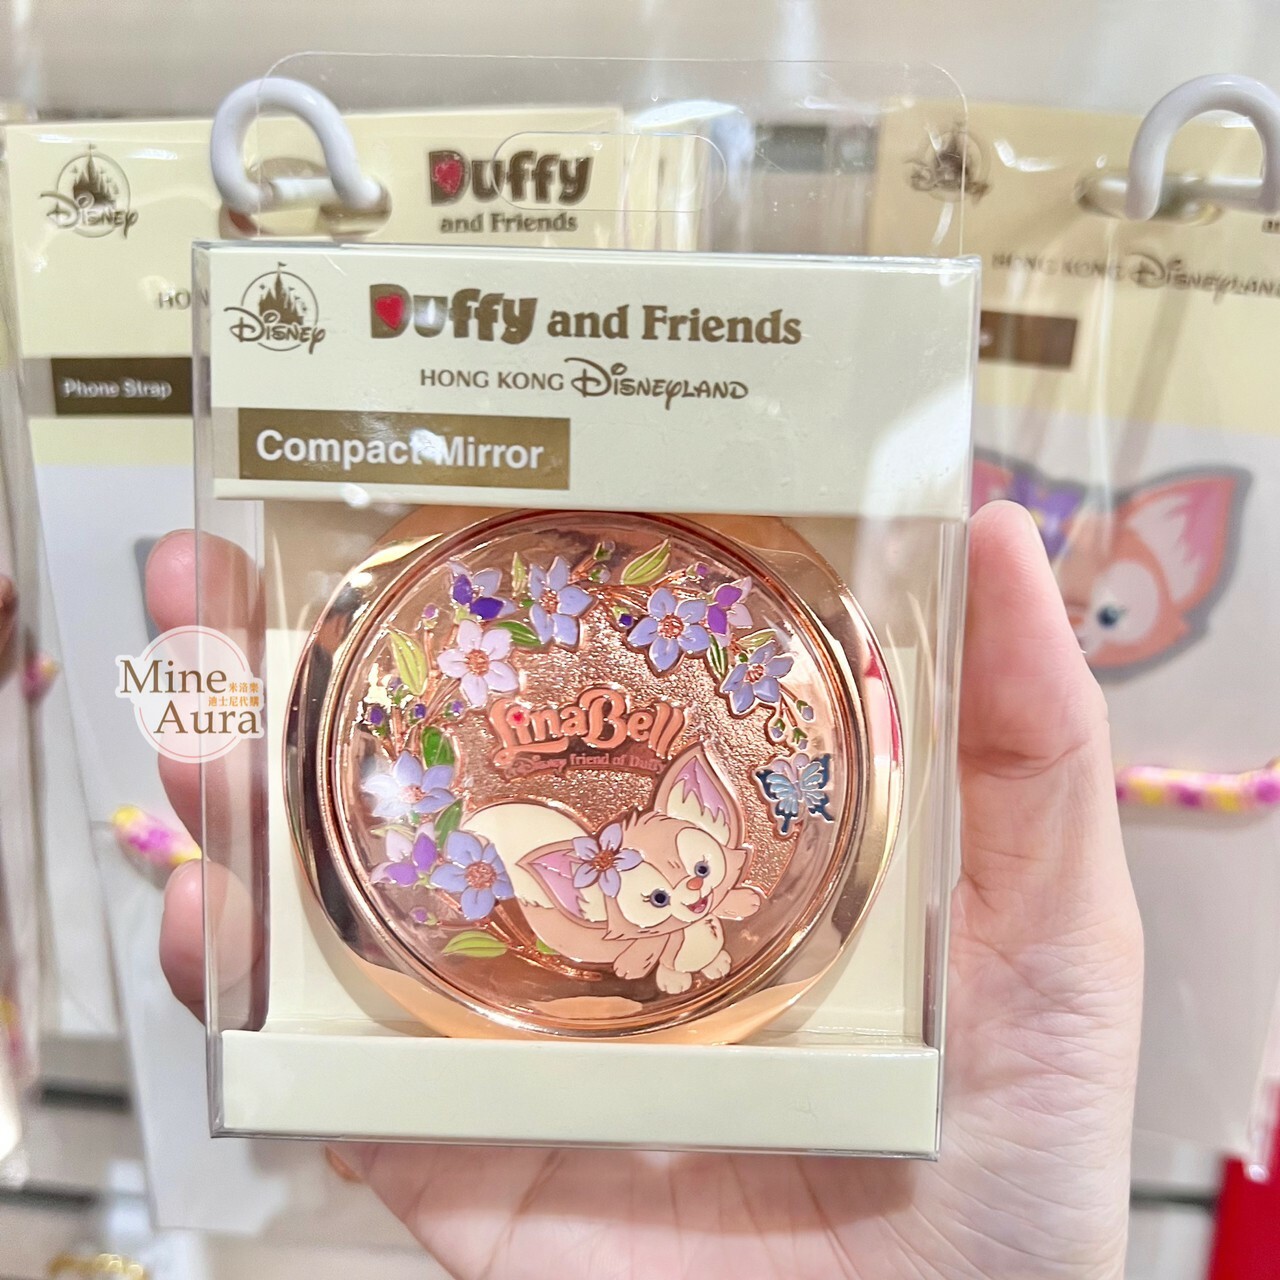 Disney
Duffy
and Friends
HON
Phone Strap
HONG KONG Disneyland
Disney
Duffy and Friends
HONG KONG Disneyland
Compact Mirror
LinaBell
Disney friend of Duffy
Mine
Aura
米洛樂
迪士尼代購